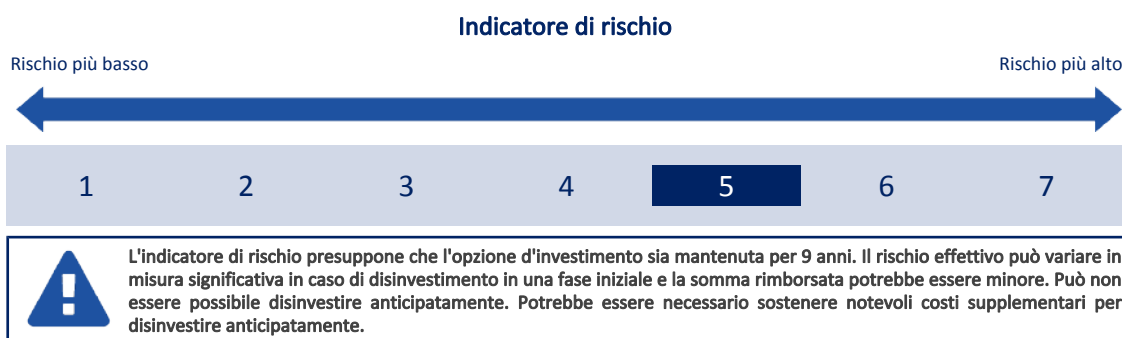 Indicatore di rischio
Rischio più basso
Rischio più alto
1 2 3 4 5 6 7
L'indicatore di rischio presuppone che l'opzione d'investimento sia mantenuta per 9 anni. Il rischio effettivo può variare in
misura significativa in caso di disinvestimento in una fase iniziale e la somma rimborsata potrebbe essere minore. Può non
essere possibile disinvestire anticipatamente. Potrebbe essere necessario sostenere notevoli costi supplementari per
disinvestire anticipatamente.